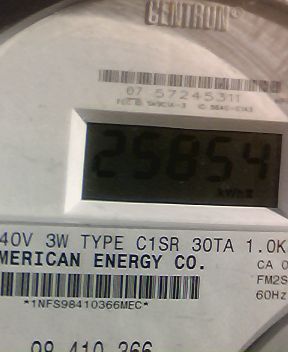 CENTRON®
07 57245311
25854
kWh
40V 3W TYPE C1SR 30TA 1.0K
MERICAN ENERGY CO.
CA 0
FM2S
60Hz
*1NFS98410366MEC*
98 410 366